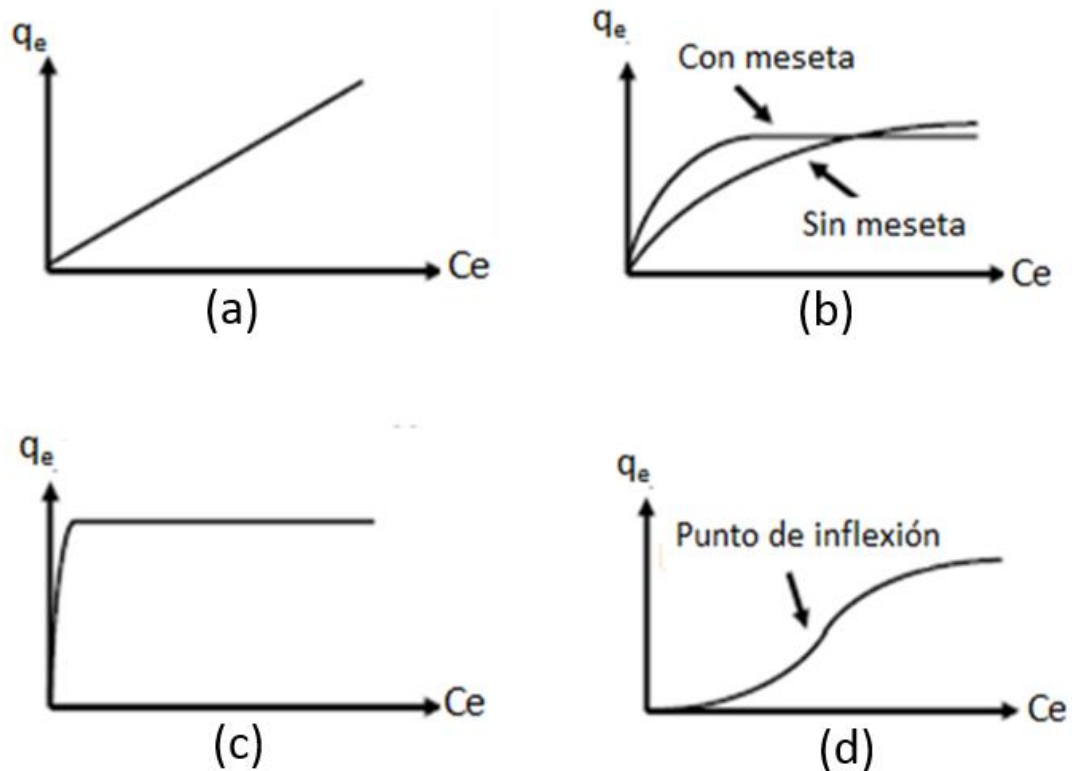 qe
Con meseta
Sin meseta
Ce
(a)
qe
Ce
(b)
qe
Ce
(c)
qe
Punto de inflexión
Ce
(d)